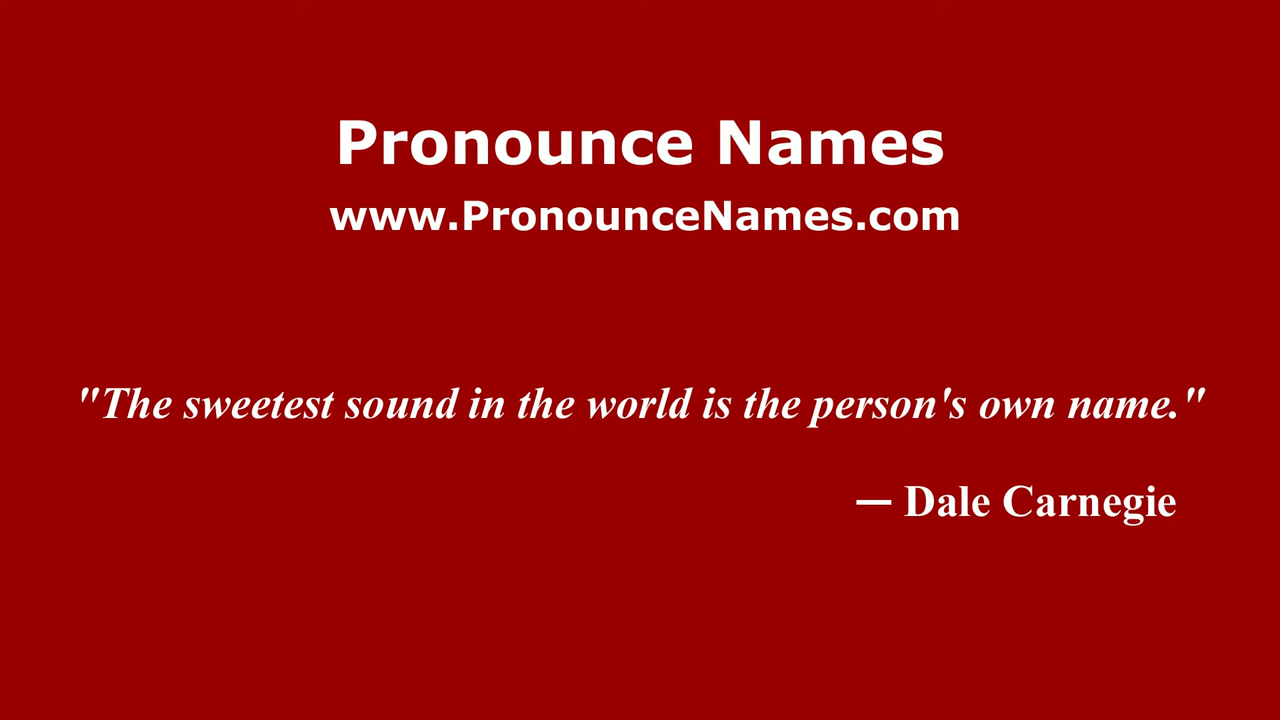 Pronounce Names
www.PronounceNames.com
"The sweetest sound in the world is the person's own name."
— Dale Carnegie